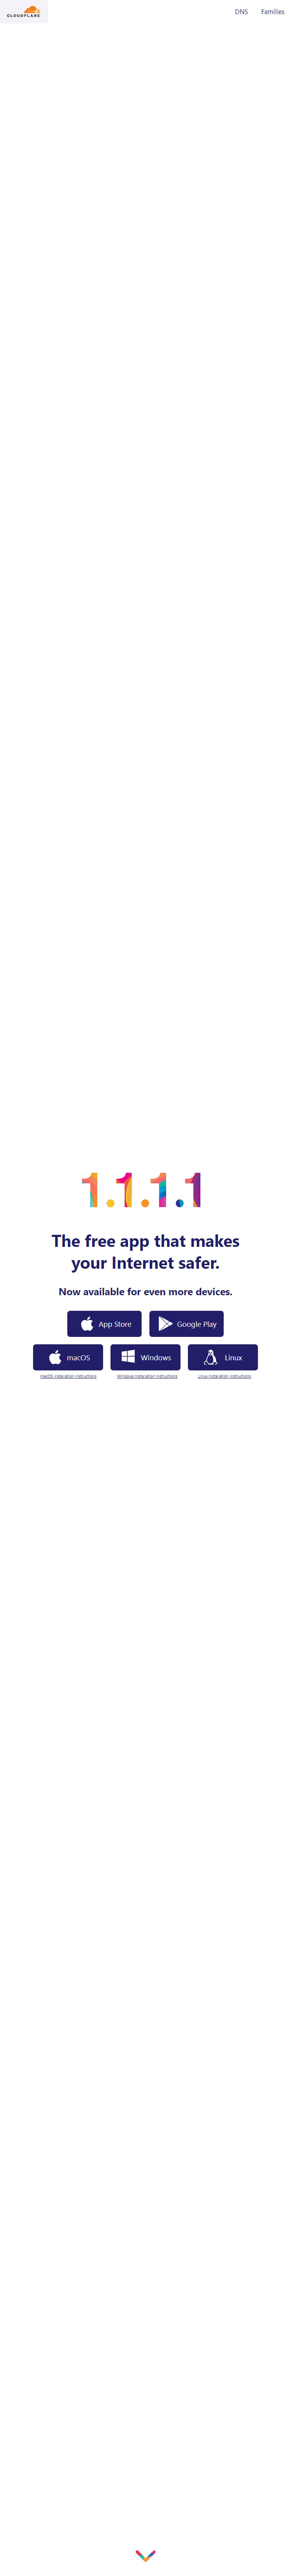 CLOUDFLARE
DNS
Families
1.1.1.1
The free app that makes
your Internet safer.
Now available for even more devices.
App Store
Google Play
macOS
Windows
Linux
macOS installation instructions
Windows installation instructions
Linux installation instructions